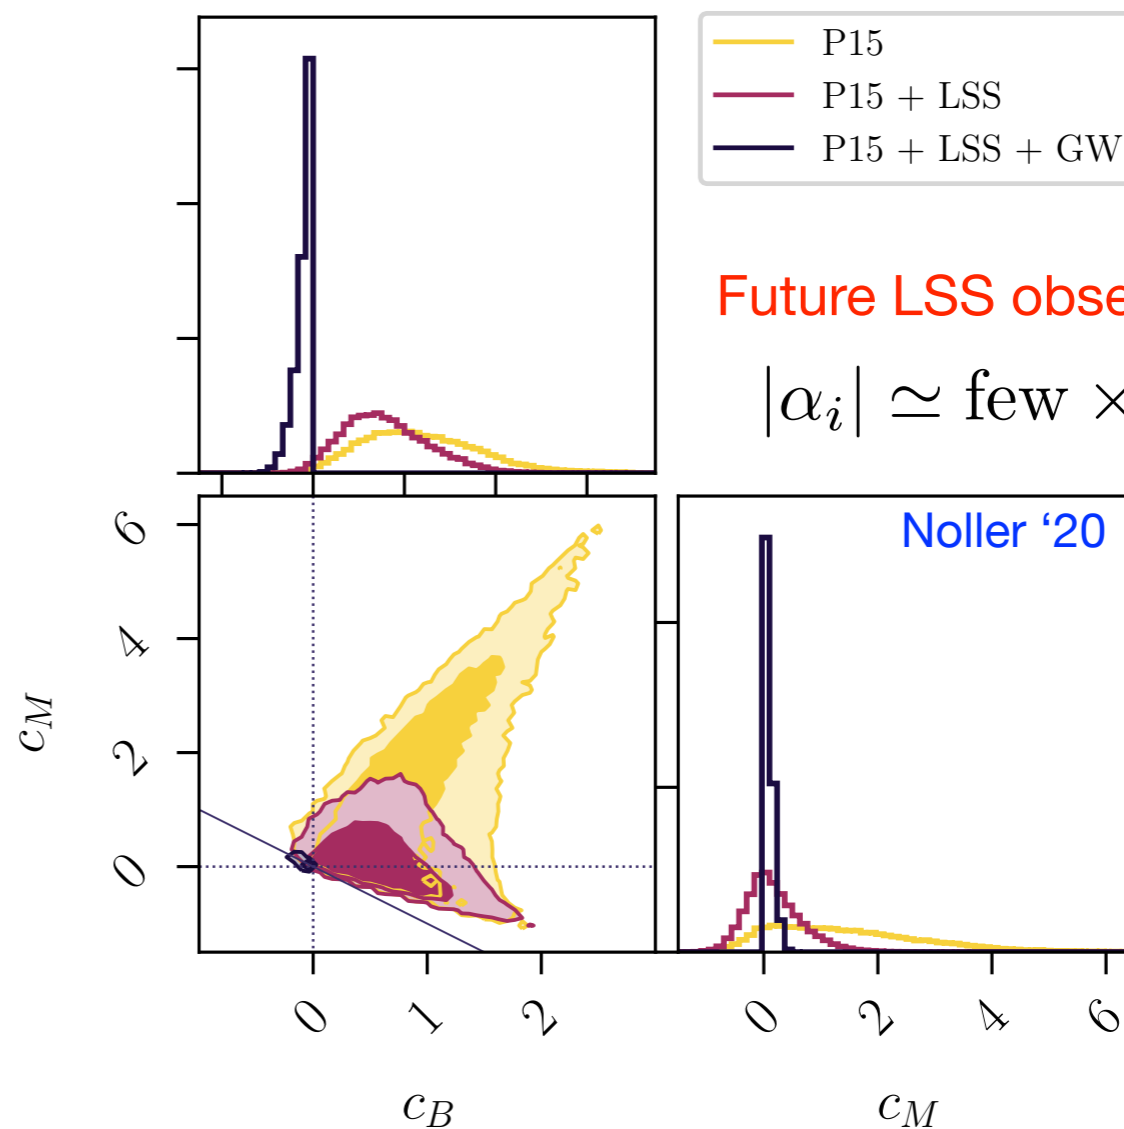 P15
P15 + LSS
P15 + LSS + GW
Future LSS obse
|α_i| ≃ few ×
Noller ‘20
6
4
2
0
c_M
0
1
2
0
2
4
6
c_B
c_M